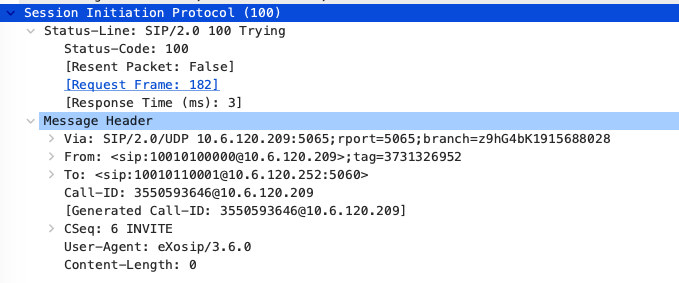 Session Initiation Protocol (100)
Status-Line: SIP/2.0 100 Trying
Status-Code: 100
[Resent Packet: False]
[Request Frame: 182]
[Response Time (ms): 3]
Message Header
Via: SIP/2.0/UDP 10.6.120.209:5065;rport=5065;branch=z9hG4bK1915688028
From: <sip:10010100000@10.6.120.209>;tag=3731326952
To: <sip:10010110001@10.6.120.252:5060>
Call-ID: 3550593646@10.6.120.209
[Generated Call-ID: 3550593646@10.6.120.209]
CSeq: 6 INVITE
User-Agent: eXosip/3.6.0
Content-Length: 0